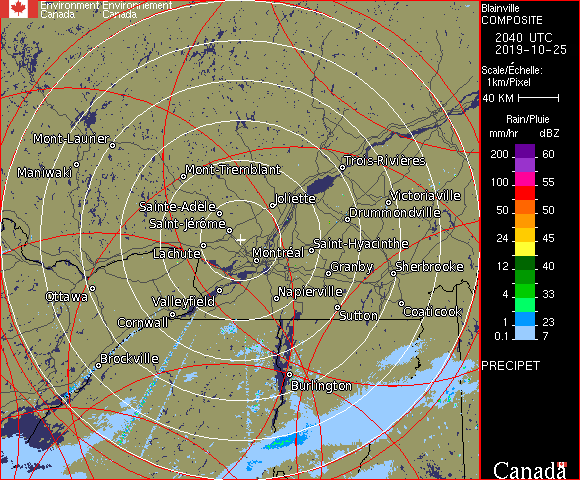 Environment Environnement
Canada Canada
Blainville
COMPOSITE
2040 UTC
2019-10-25
Scale/Échelle:
1km/Pixel
40 KM
Rain/Pluie
mm/hr dBZ
200 60
100 55
50 50
24 45
12 40
4 33
1 23
0.1 7
PRECIPET
Canada
Mont-Laurier
Maniwaki
Mont-Tremblant
Trois-Rivières
Joliette
Victoriaville
Sainte-Adèle
Drummondville
Saint-Jérôme
Saint-Hyacinthe
Lachute
Montréal
Granby
Sherbrooke
Ottawa
Valleyfield
Napierville
Cornwall
Sutton
Coaticook
Brockville
Burlington